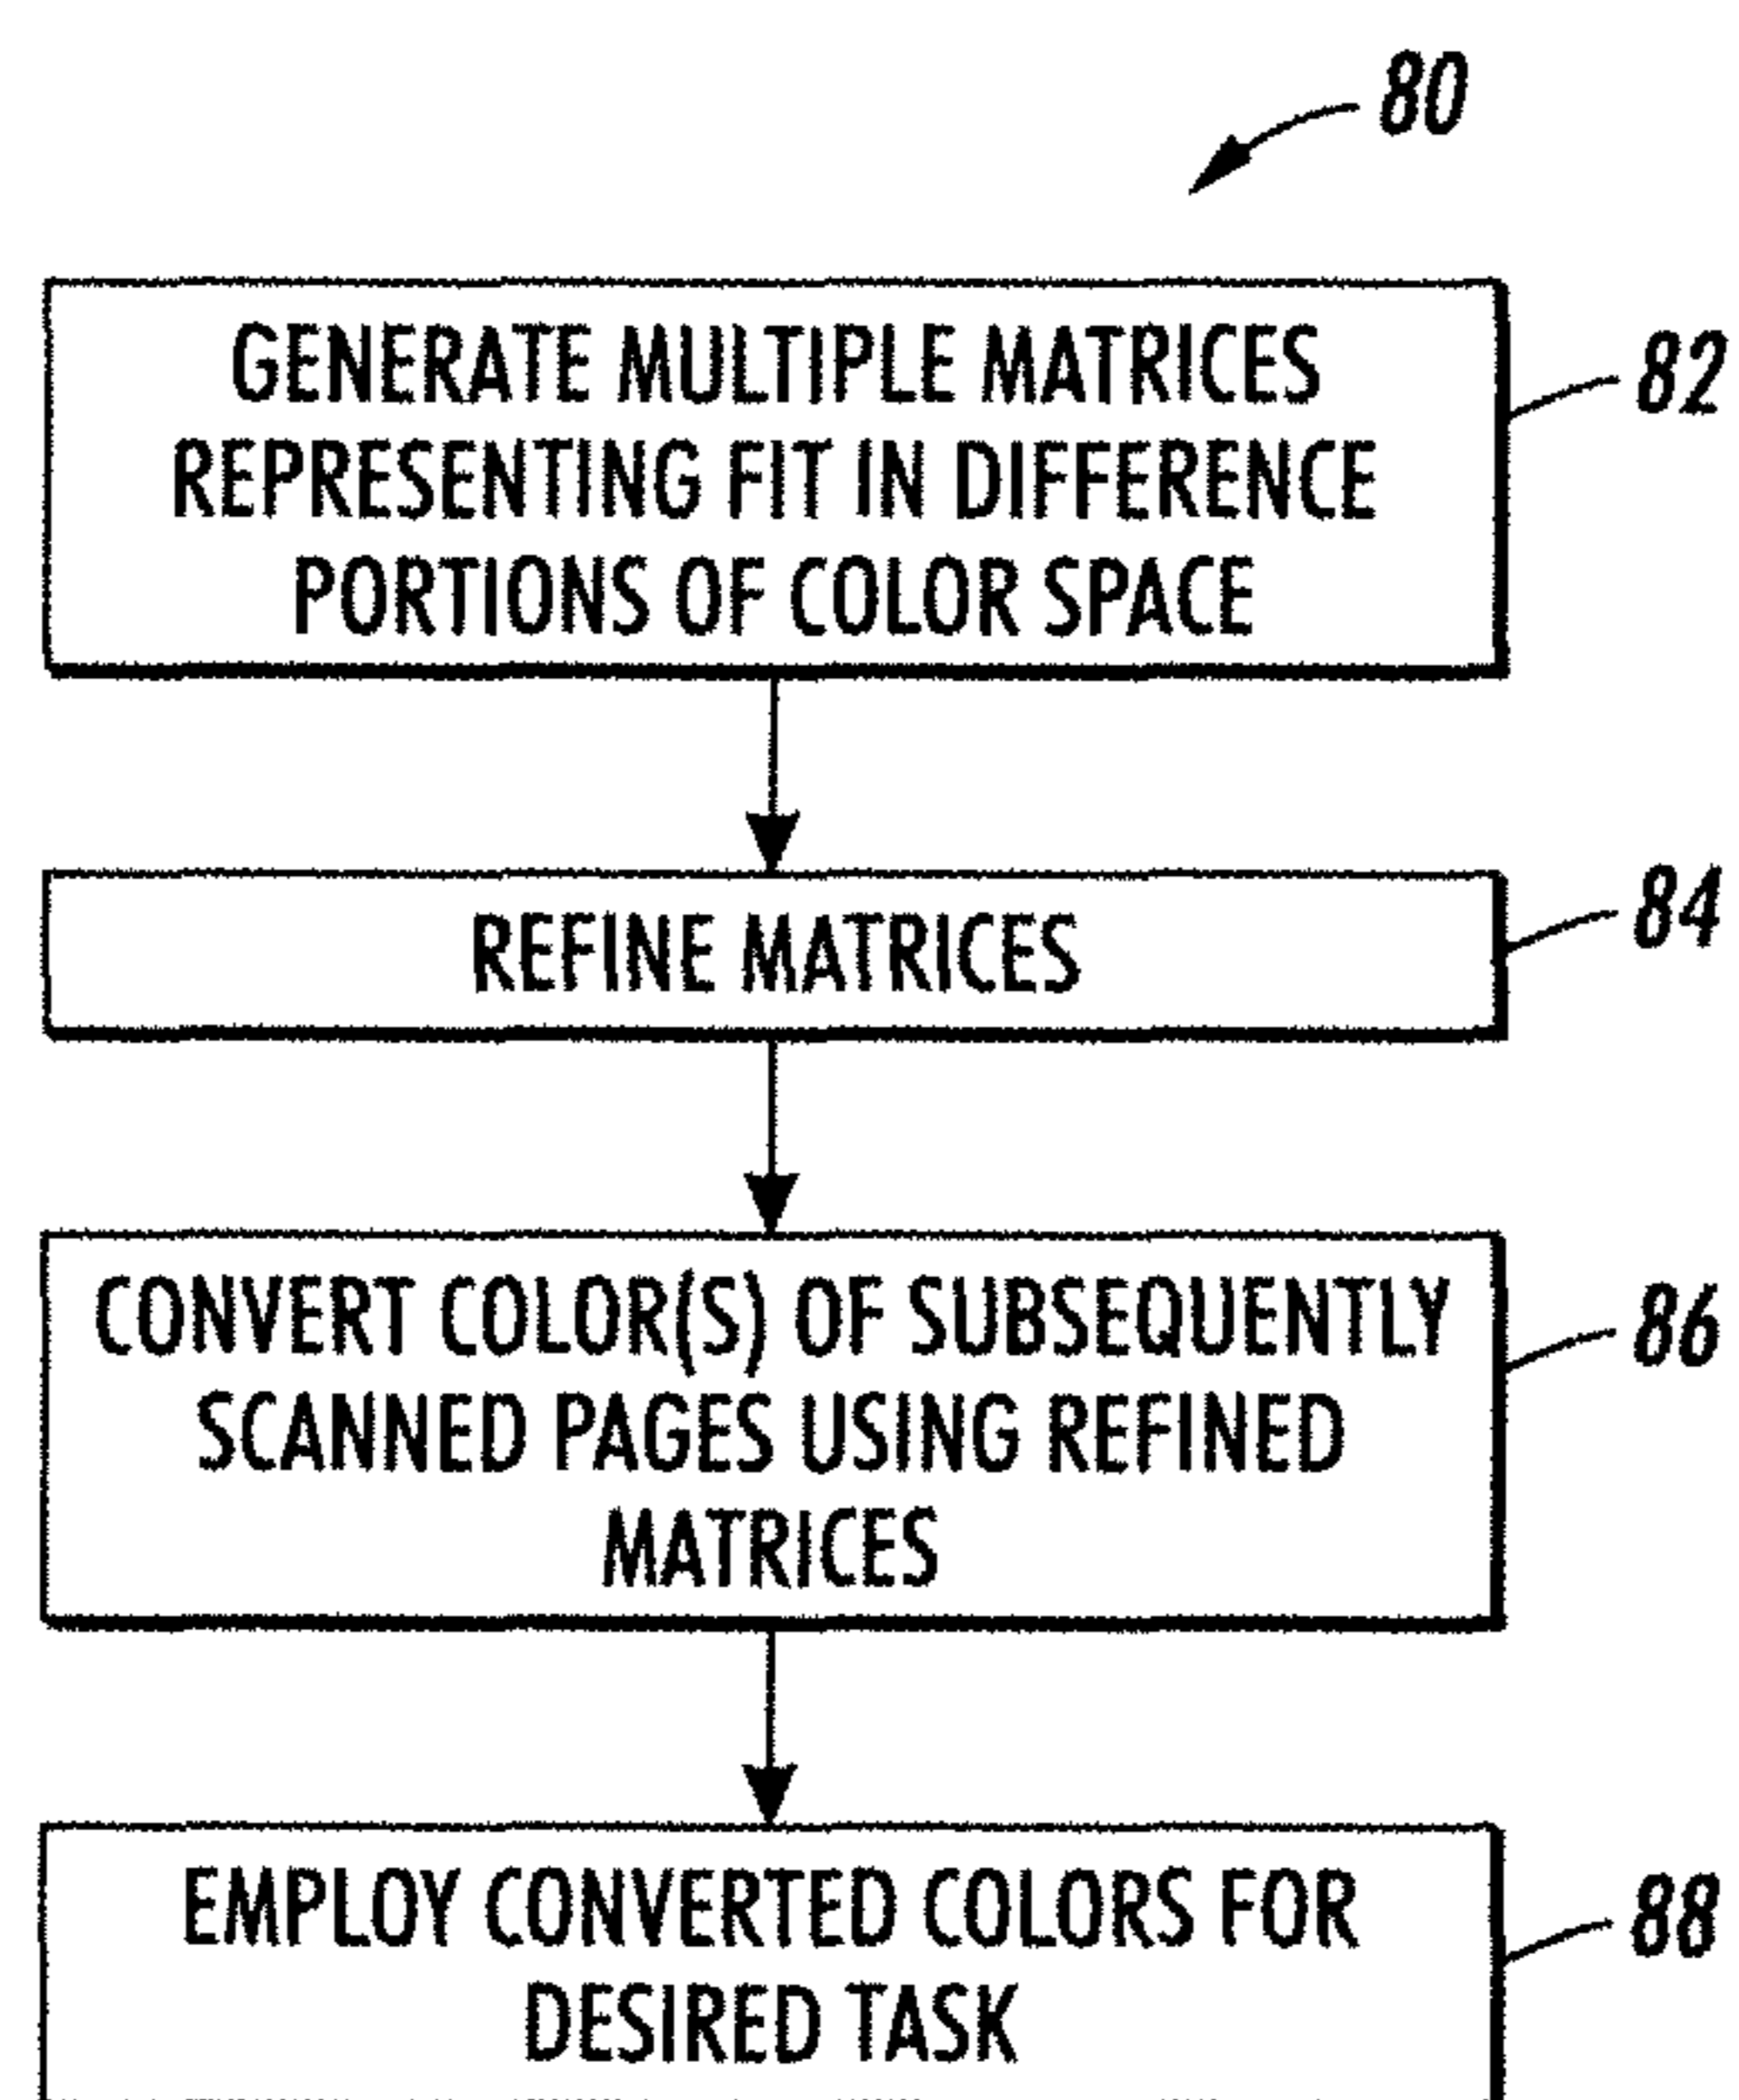 80
GENERATE MULTIPLE MATRICES
REPRESENTING FIT IN DIFFERENCE
PORTIONS OF COLOR SPACE
82
REFINE MATRICES
84
CONVERT COLOR(S) OF SUBSEQUENTLY
SCANNED PAGES USING REFINED
MATRICES
86
EMPLOY CONVERTED COLORS FOR
DESIRED TASK
88